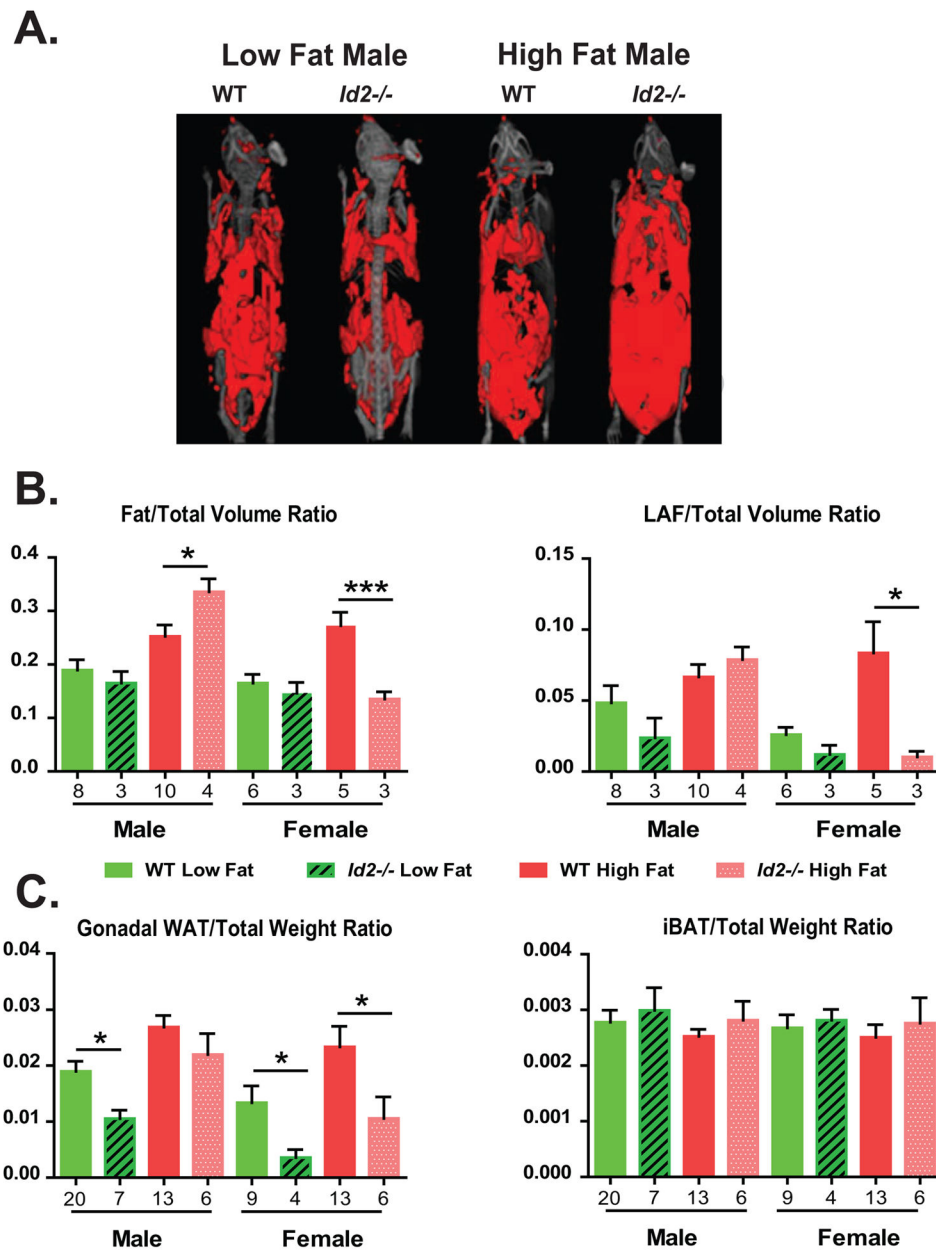 A.
Low Fat Male High Fat Male
WT Id2-/- WT Id2-/-
B.
Fat/Total Volume Ratio
0.4
0.3
0.2
0.1
0.0
* ***
8 3 10 4 6 3 5 3
Male Female
LAF/Total Volume Ratio
0.15
0.10
0.05
0.00
*
8 3 10 4 6 3 5 3
Male Female
WT Low Fat Id2-/- Low Fat WT High Fat Id2-/- High Fat
C.
Gonadal WAT/Total Weight Ratio
0.04
0.03
0.02
0.01
0.00
* * *
20 7 13 6 9 4 13 6
Male Female
iBAT/Total Weight Ratio
0.004
0.003
0.002
0.001
0.000
20 7 13 6 9 4 13 6
Male Female